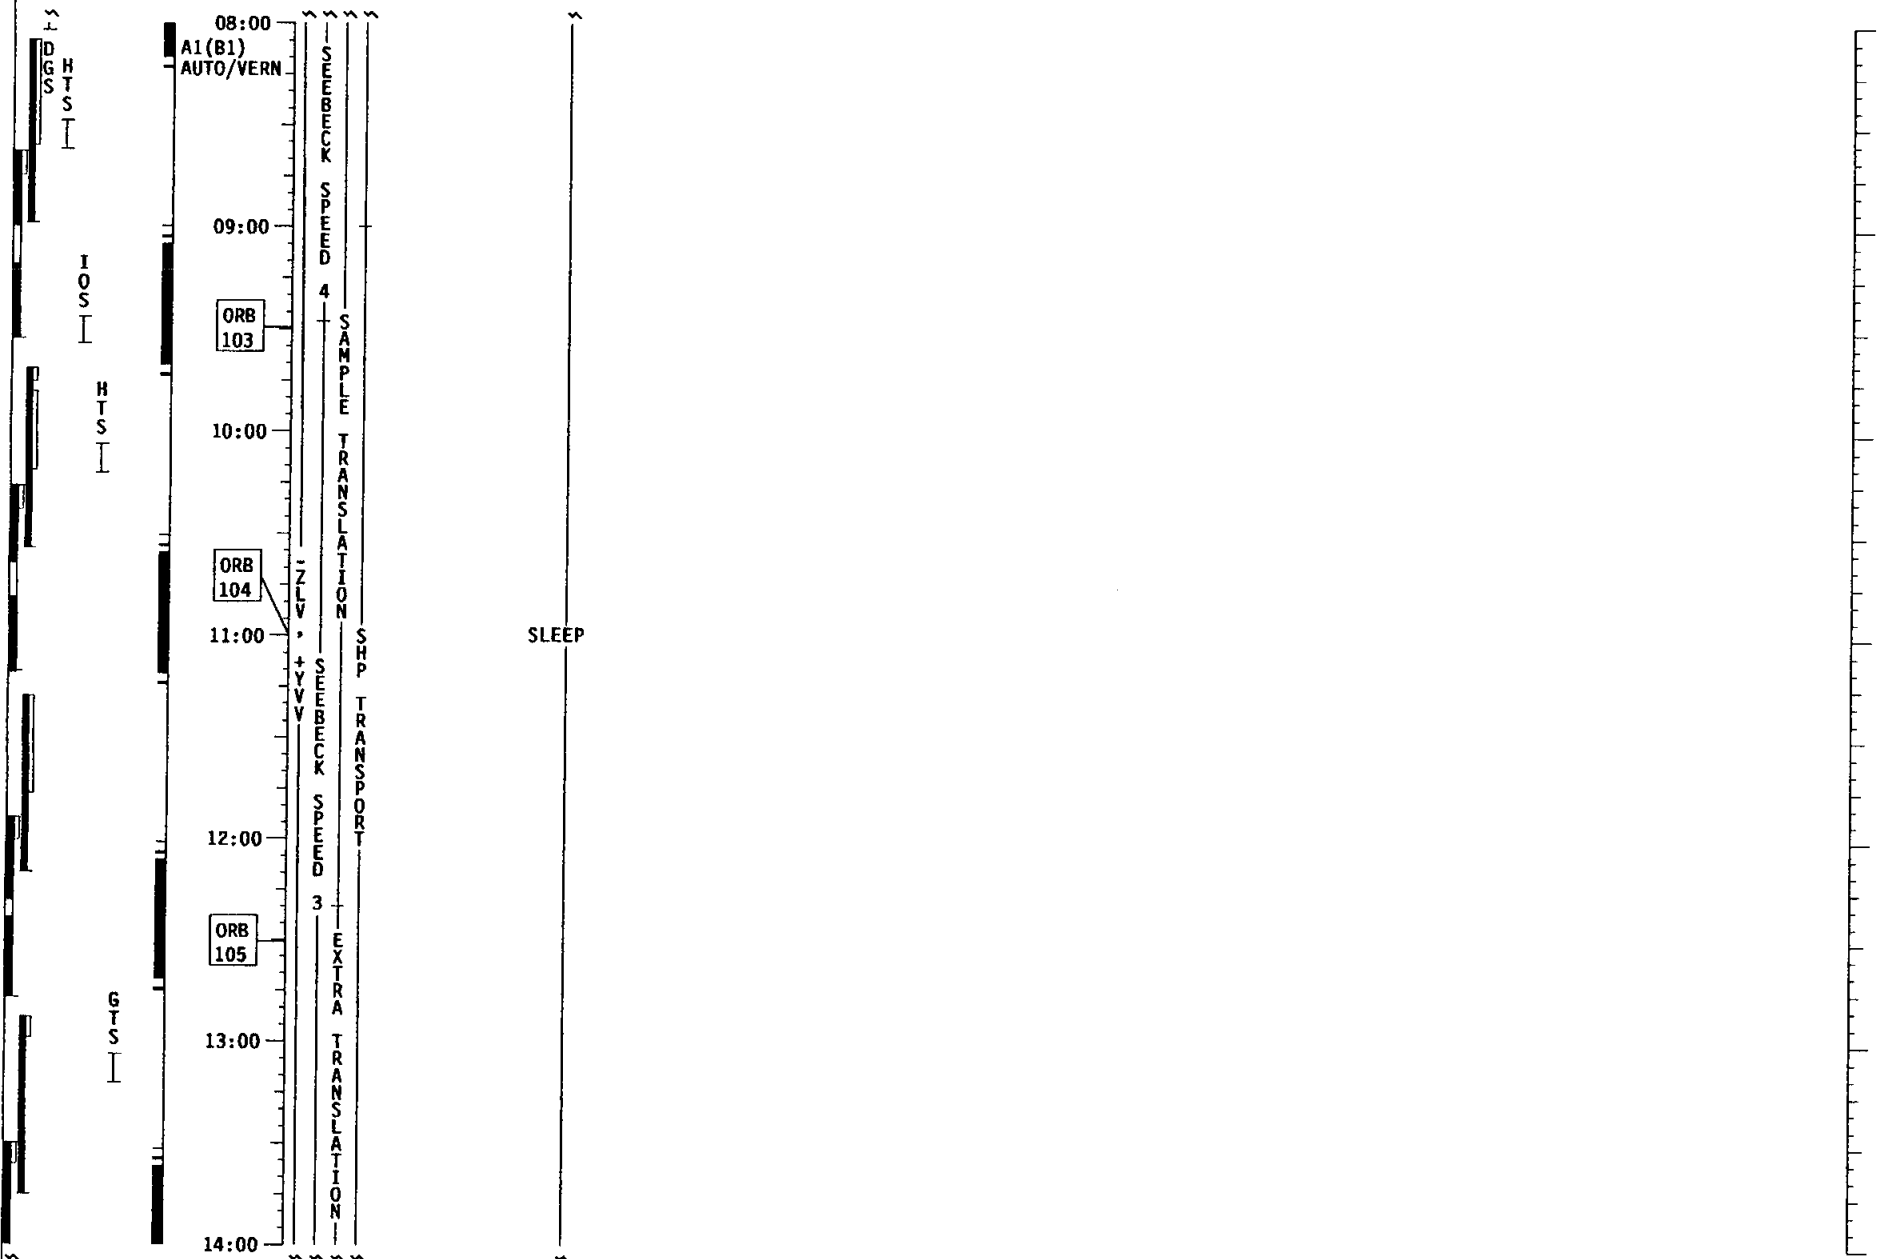 DGS
HTS
IOS
HTS
GTS
08:00
A1(B1)
AUTO/VERN
09:00
ORB
103
10:00
ORB
104
11:00
12:00
ORB
105
13:00
14:00
-ZLV, +YVV
SEEBECK SPEED 4
SEEBECK SPEED 3
SAMPLE TRANSLATION
EXTRA TRANSLATION
SHP TRANSPORT
SLEEP